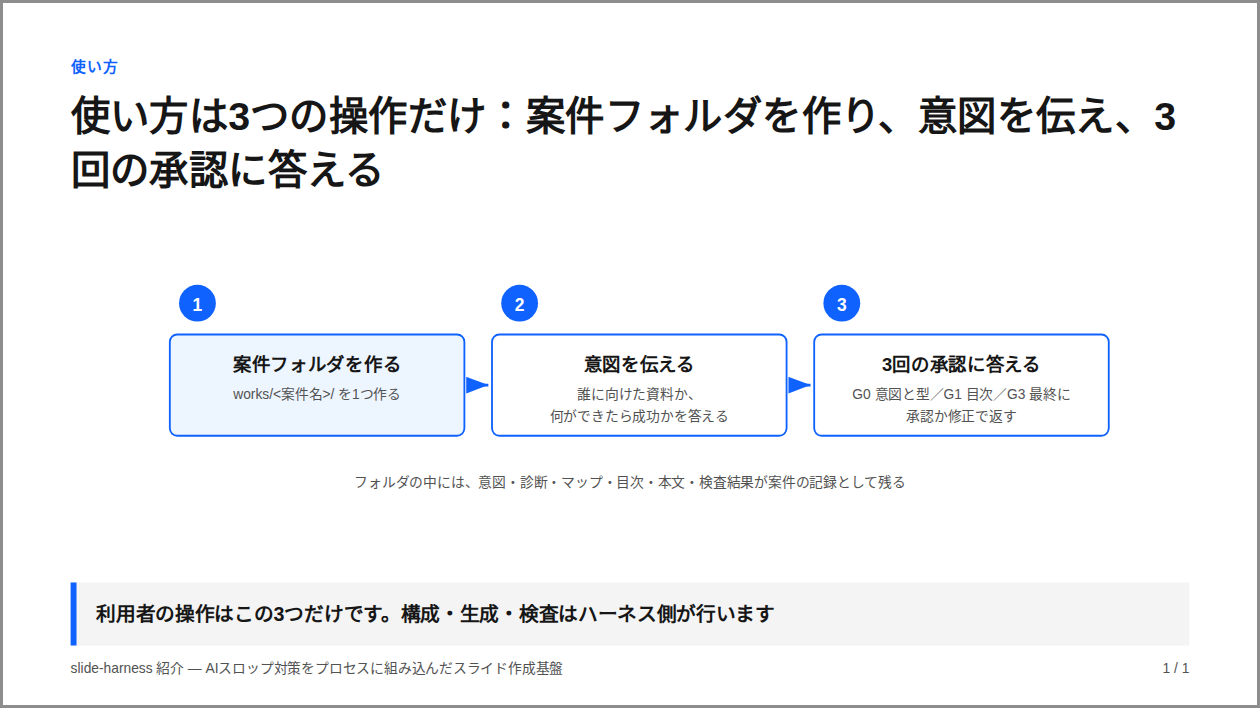 使い方
使い方は3つの操作だけ：案件フォルダを作り、意図を伝え、3
回の承認に答える
1
2
3
案件フォルダを作る
works/<案件名>/ を1つ作る
意図を伝える
誰に向けた資料か、
何ができたら成功かを答える
3回の承認に答える
G0 意図と型／G1 目次／G3 最終に
承認か修正で返す
フォルダの中には、意図・診断・マップ・目次・本文・検査結果が案件の記録として残る
利用者の操作はこの3つだけです。構成・生成・検査はハーネス側が行います
slide-harness 紹介 — AIスロップ対策をプロセスに組み込んだスライド作成基盤
1 / 1